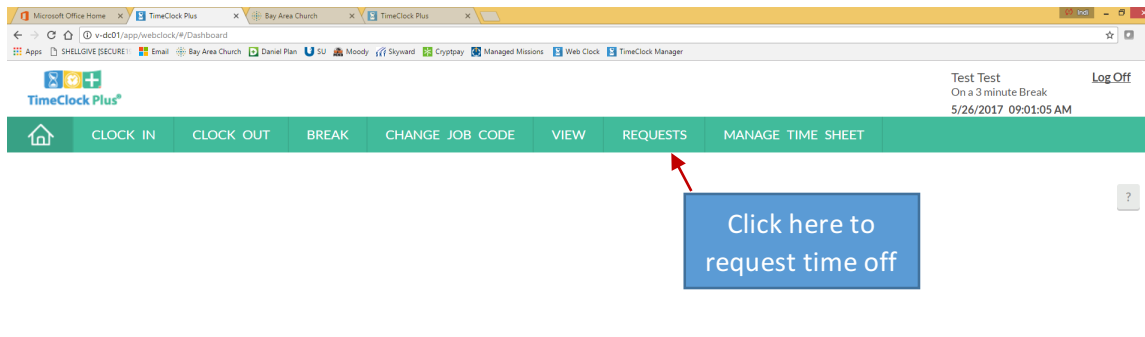 Microsoft Office Home
TimeClock Plus
Bay Area Church
TimeClock Plus
v-dc01/app/webclock/#/Dashboard
Apps
SHELLGIVE [SECURE]
Email
Bay Area Church
Daniel Plan
SU
Moody
Skyward
Cryptpay
Managed Missions
Web Clock
TimeClock Manager
TimeClock Plus®
Test Test
Log Off
On a 3 minute Break
5/26/2017 09:01:05 AM
CLOCK IN
CLOCK OUT
BREAK
CHANGE JOB CODE
VIEW
REQUESTS
MANAGE TIME SHEET
?
Click here to
request time off